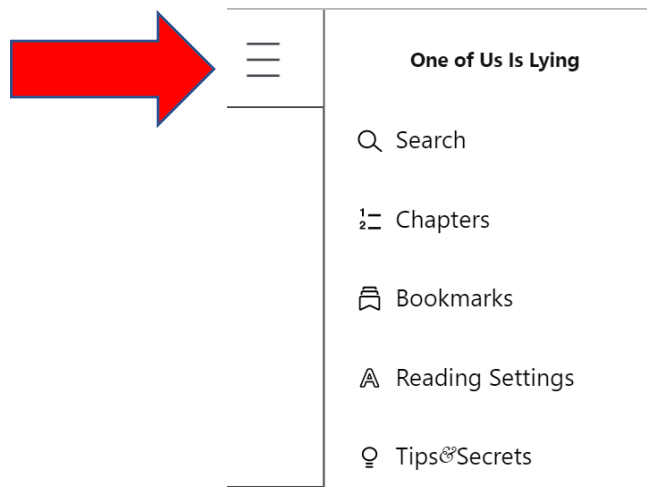 One of Us Is Lying
Search
Chapters
Bookmarks
Reading Settings
Tips&Secrets